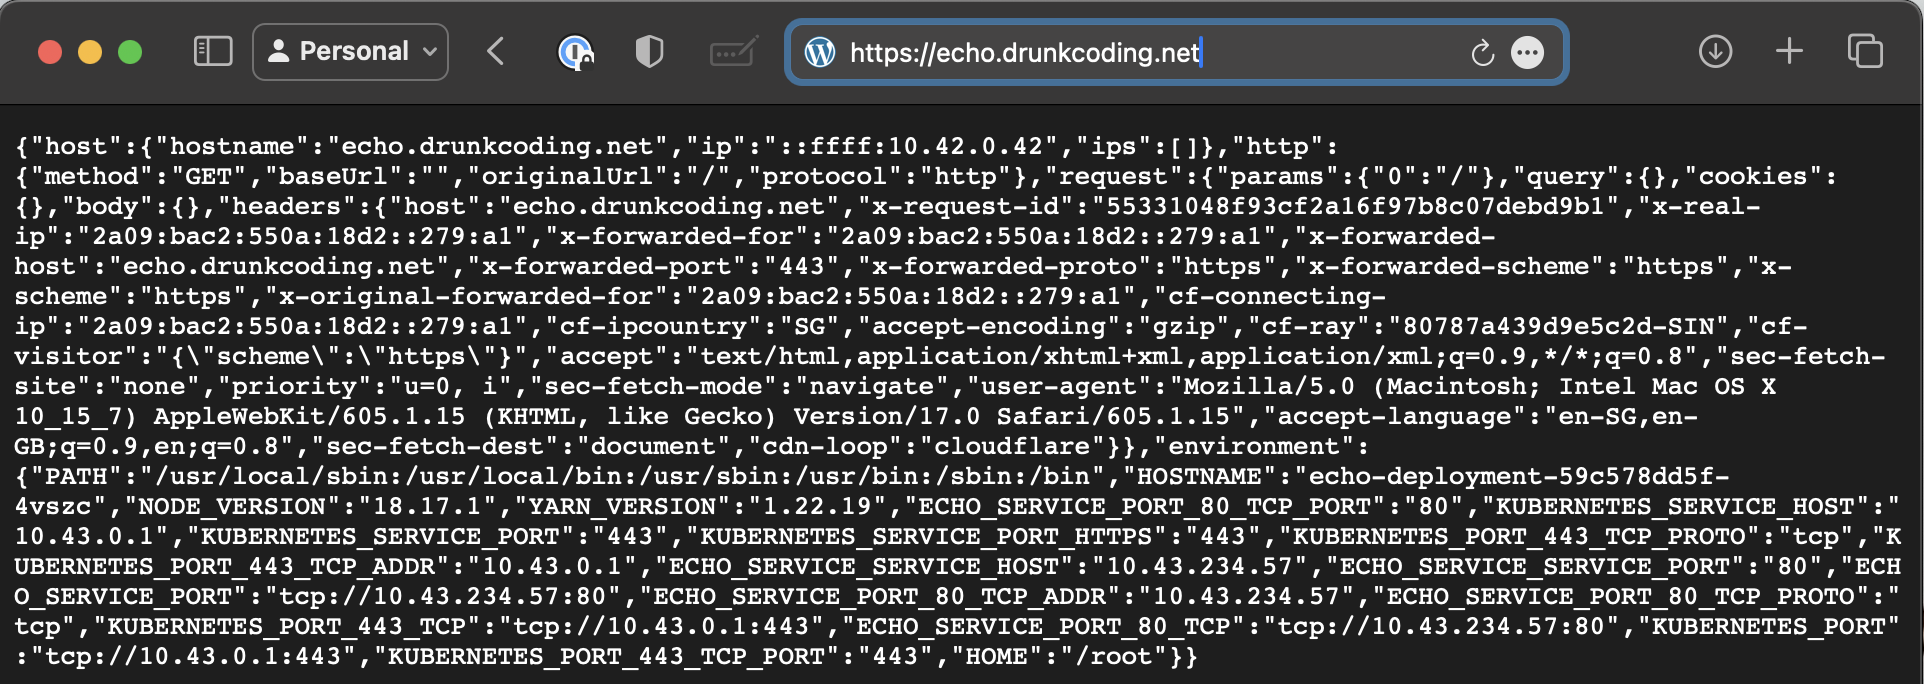 Personal
https://echo.drunkcoding.net
{"host":{"hostname":"echo.drunkcoding.net","ip":"::ffff:10.42.0.42","ips":[]},"http":
{"method":"GET","baseUrl":"","originalUrl":"/","protocol":"http"},"request":{"params":{"0":"/"},"query":{},"cookies":
{},"body":{},"headers":{"host":"echo.drunkcoding.net","x-request-id":"55331048f93cf2a16f97b8c07debd9b1","x-real-
ip":"2a09:bac2:550a:18d2::279:a1","x-forwarded-for":"2a09:bac2:550a:18d2::279:a1","x-forwarded-
host":"echo.drunkcoding.net","x-forwarded-port":"443","x-forwarded-proto":"https","x-forwarded-scheme":"https","x-
scheme":"https","x-original-forwarded-for":"2a09:bac2:550a:18d2::279:a1","cf-connecting-
ip":"2a09:bac2:550a:18d2::279:a1","cf-ipcountry":"SG","accept-encoding":"gzip","cf-ray":"80787a439d9e5c2d-SIN","cf-
visitor":"{\"scheme\":\"https\"}","accept":"text/html,application/xhtml+xml,application/xml;q=0.9,*/*;q=0.8","sec-fetch-
site":"none","priority":"u=0, i","sec-fetch-mode":"navigate","user-agent":"Mozilla/5.0 (Macintosh; Intel Mac OS X
10_15_7) AppleWebKit/605.1.15 (KHTML, like Gecko) Version/17.0 Safari/605.1.15","accept-language":"en-SG,en-
GB;q=0.9,en;q=0.8","sec-fetch-dest":"document","cdn-loop":"cloudflare"}},"environment":
{"PATH":"/usr/local/sbin:/usr/local/bin:/usr/sbin:/usr/bin:/sbin:/bin","HOSTNAME":"echo-deployment-59c578dd5f-
4vszc","NODE_VERSION":"18.17.1","YARN_VERSION":"1.22.19","ECHO_SERVICE_PORT_80_TCP_PORT":"80","KUBERNETES_SERVICE_HOST":"
10.43.0.1","KUBERNETES_SERVICE_PORT":"443","KUBERNETES_SERVICE_PORT_HTTPS":"443","KUBERNETES_PORT_443_TCP_PROTO":"tcp","K
UBERNETES_PORT_443_TCP_ADDR":"10.43.0.1","ECHO_SERVICE_SERVICE_HOST":"10.43.234.57","ECHO_SERVICE_SERVICE_PORT":"80","ECH
O_SERVICE_PORT":"tcp://10.43.234.57:80","ECHO_SERVICE_PORT_80_TCP_ADDR":"10.43.234.57","ECHO_SERVICE_PORT_80_TCP_PROTO":"
tcp","KUBERNETES_PORT_443_TCP":"tcp://10.43.0.1:443","ECHO_SERVICE_PORT_80_TCP":"tcp://10.43.234.57:80","KUBERNETES_PORT"
:"tcp://10.43.0.1:443","KUBERNETES_PORT_443_TCP_PORT":"443","HOME":"/root"}}